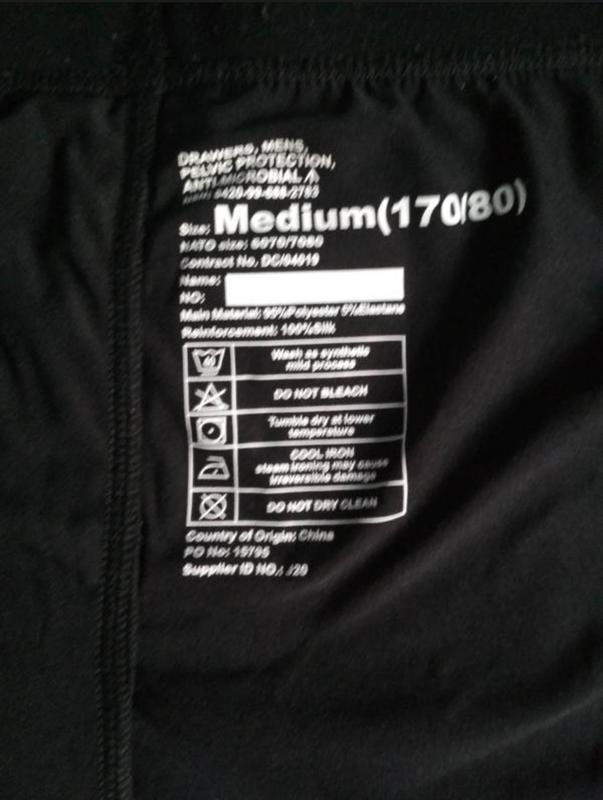 DRAWERS, MENS,
PELVIC PROTECTION,
ANTI-MICROBIAL
Size: Medium(170/80)
NATO size: 6070/7080
Contract No. DC/94019
Name:
NO:
Main Material: 95%Polyester 5%Elastane
Reinforcement: 100%Silk
40
Wash as synthetic
mild process
DO NOT BLEACH
Tumble dry at lower
temperature
COOL IRON
steam ironing may cause
irreversible damage
DO NOT DRY CLEAN
Country of Origin: China
PO No: 15795
Supplier ID NO.: J20